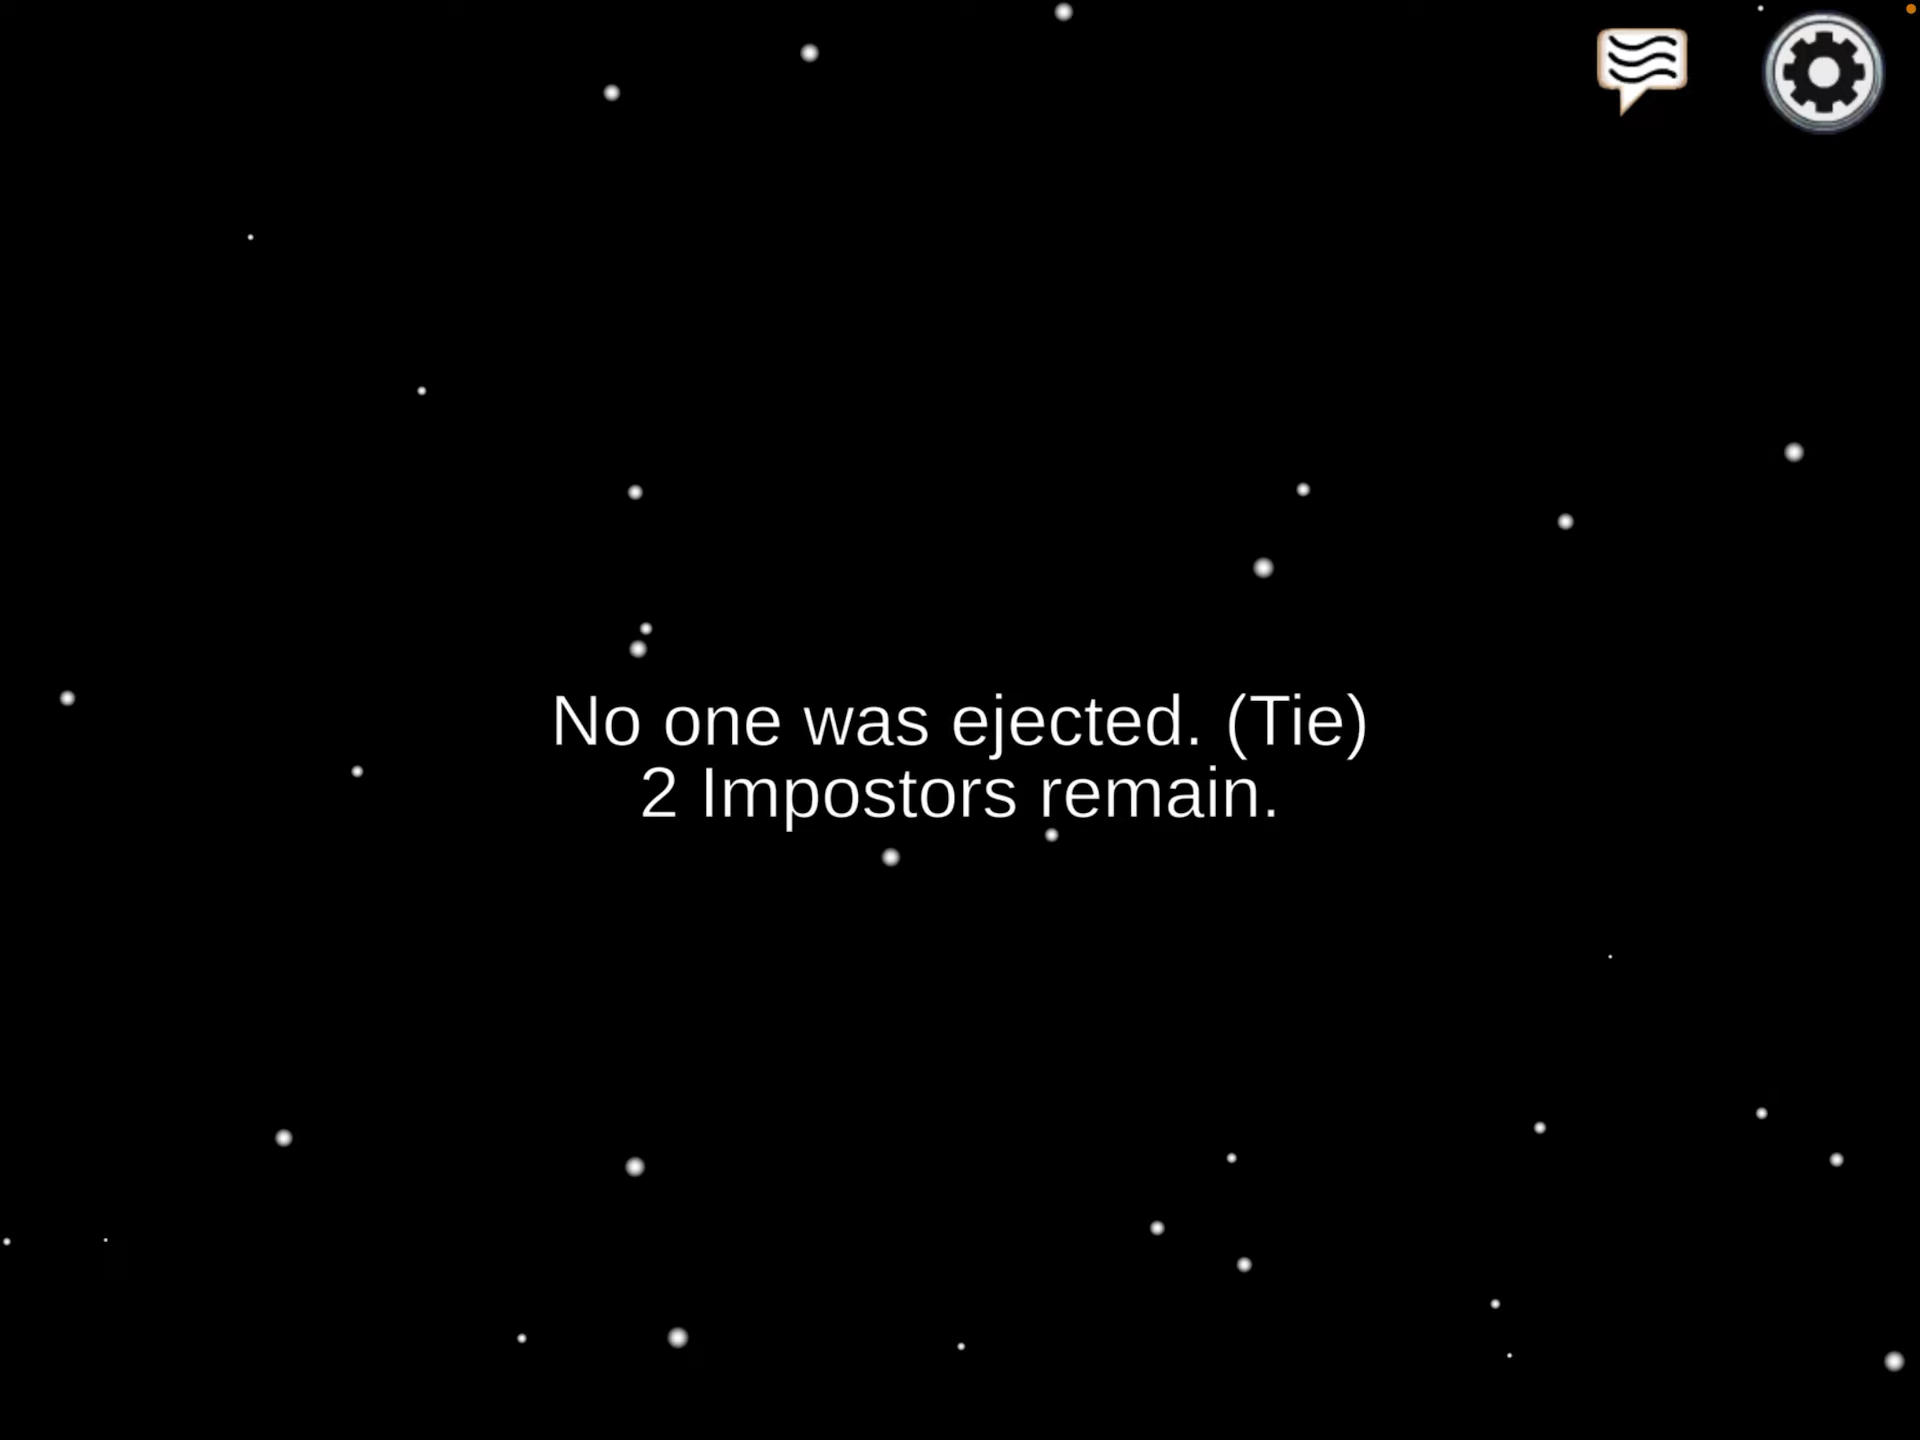 No one was ejected. (Tie)
2 Impostors remain.